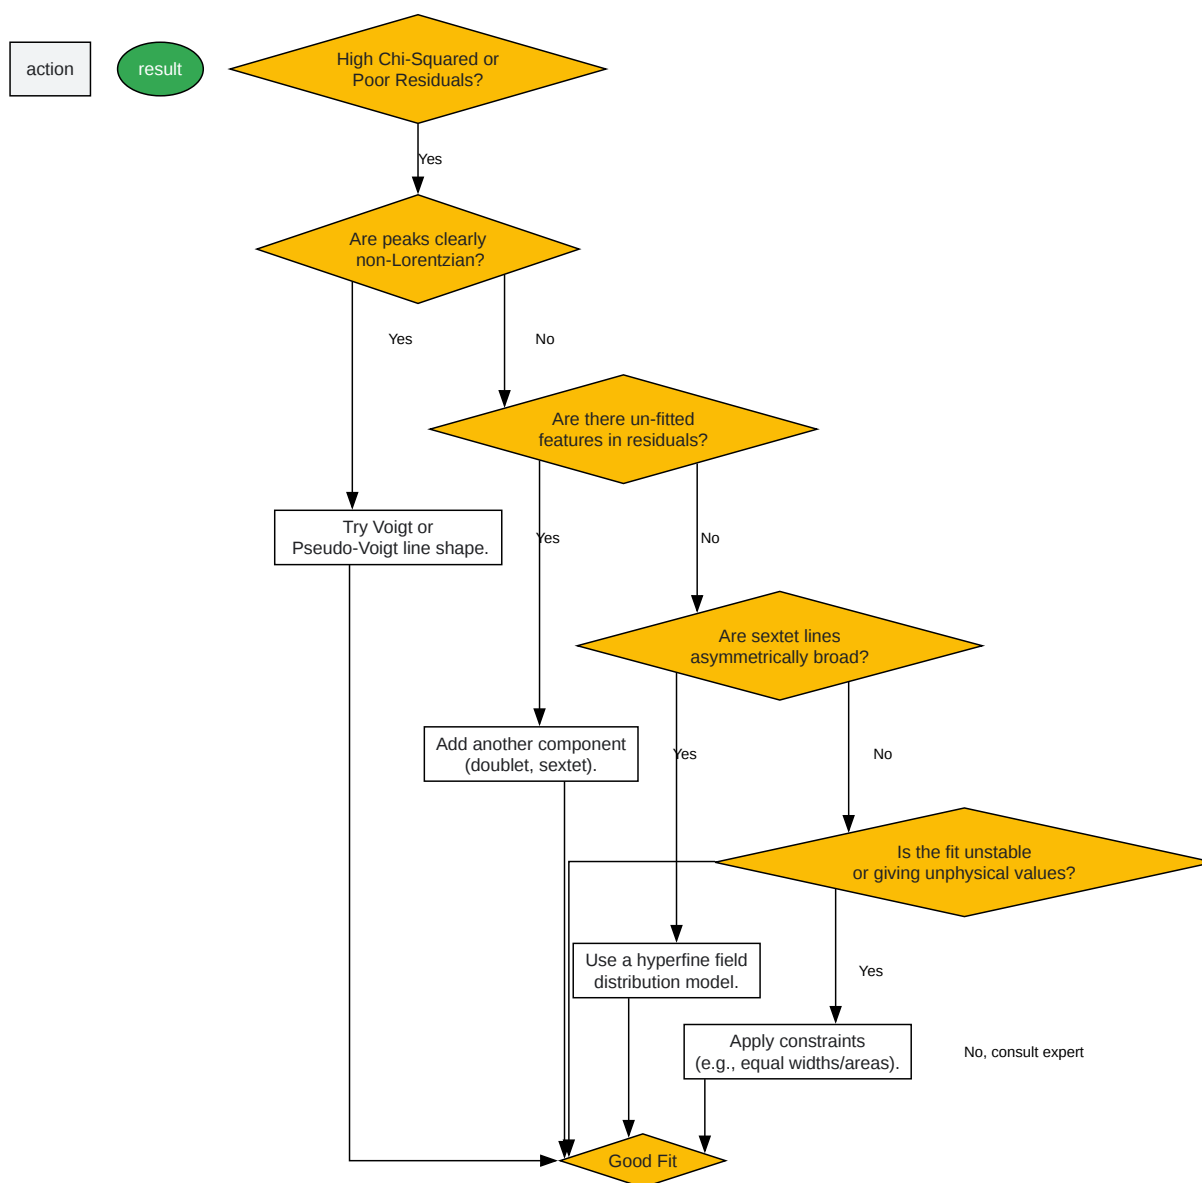 action
result
High Chi-Squared or
Poor Residuals?
Yes
Are peaks clearly
non-Lorentzian?
Yes
No
Are there un-fitted
features in residuals?
Try Voigt or
Pseudo-Voigt line shape.
Yes
No
Are sextet lines
asymmetrically broad?
Add another component
(doublet, sextet).
Yes
No
Is the fit unstable
or giving unphysical values?
Use a hyperfine field
distribution model.
Yes
Apply constraints
(e.g., equal widths/areas).
No, consult expert
Good Fit